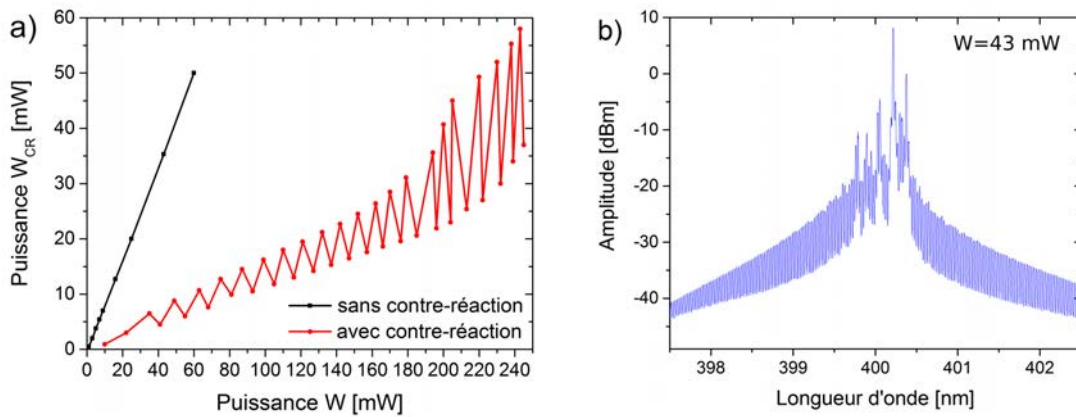 a)
Puissance W_CR [mW]
60
50
40
30
20
10
0
sans contre-réaction
avec contre-réaction
0 20 40 60 80 100 120 140 160 180 200 220 240
Puissance W [mW]
b)
W=43 mW
Amplitude [dBm]
10
0
-10
-20
-30
-40
398 399 400 401 402
Longueur d'onde [nm]